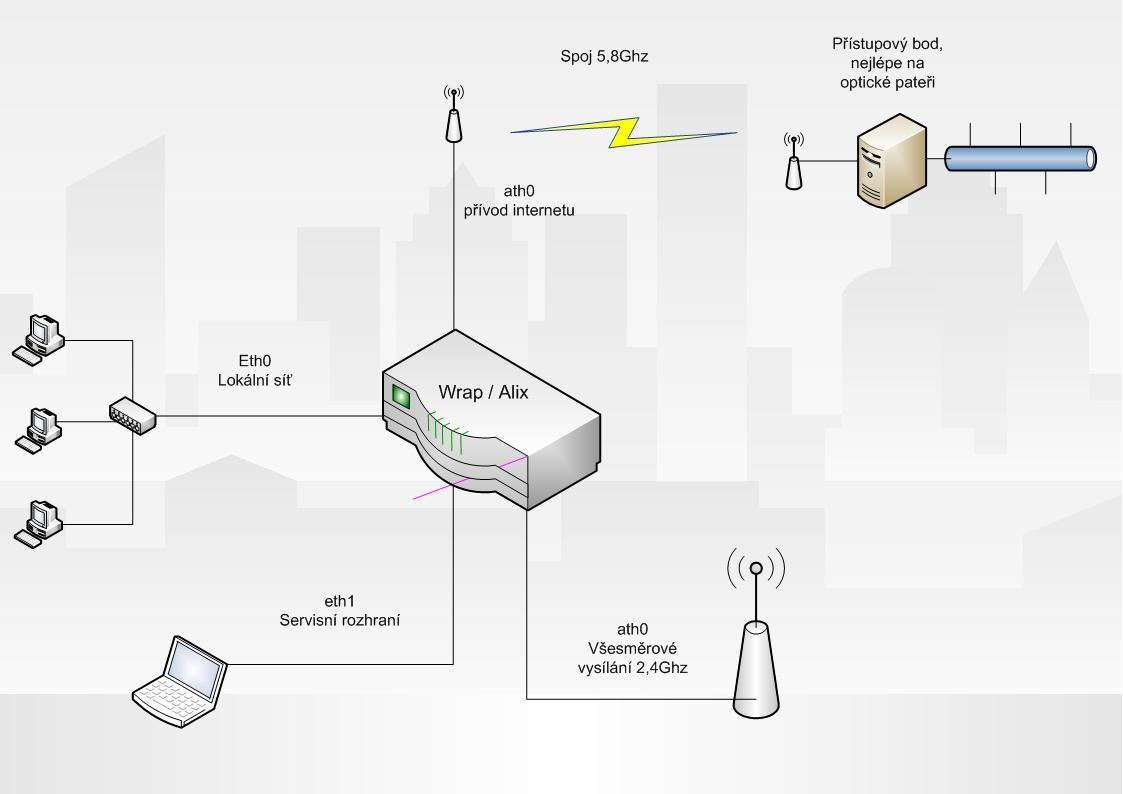 Spoj 5,8Ghz
Přístupový bod,
nejlépe na
optické pateři
ath0
přívod internetu
Eth0
Lokální síť
Wrap / Alix
eth1
Servisní rozhraní
ath0
Všesměrové
vysílání 2,4Ghz